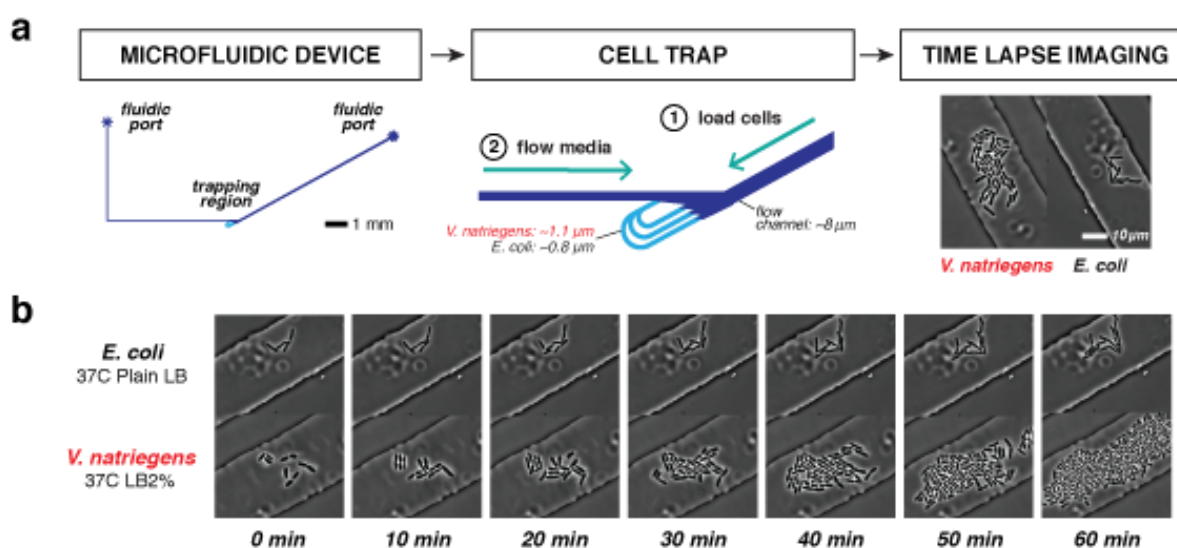 a
MICROFLUIDIC DEVICE
CELL TRAP
TIME LAPSE IMAGING
fluidic
port
fluidic
port
trapping
region
1 mm
1 load cells
2 flow media
V. natriegens: ~1.1 µm
E. coli: ~0.8 µm
flow
channel: ~8 µm
10 µm
V. natriegens E. coli
b
E. coli
37C Plain LB
V. natriegens
37C LB2%
0 min 10 min 20 min 30 min 40 min 50 min 60 min